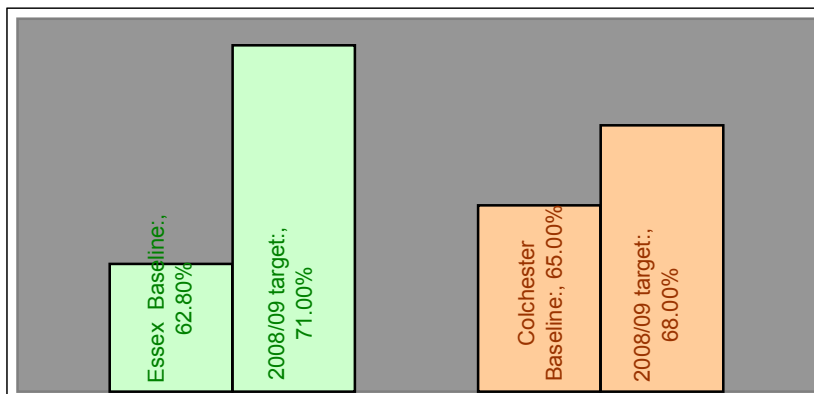 Essex  Baseline:,
62.80%
2008/09 target:,
71.00%
Colchester
Baseline:, 65.00%
2008/09 target:,
68.00%